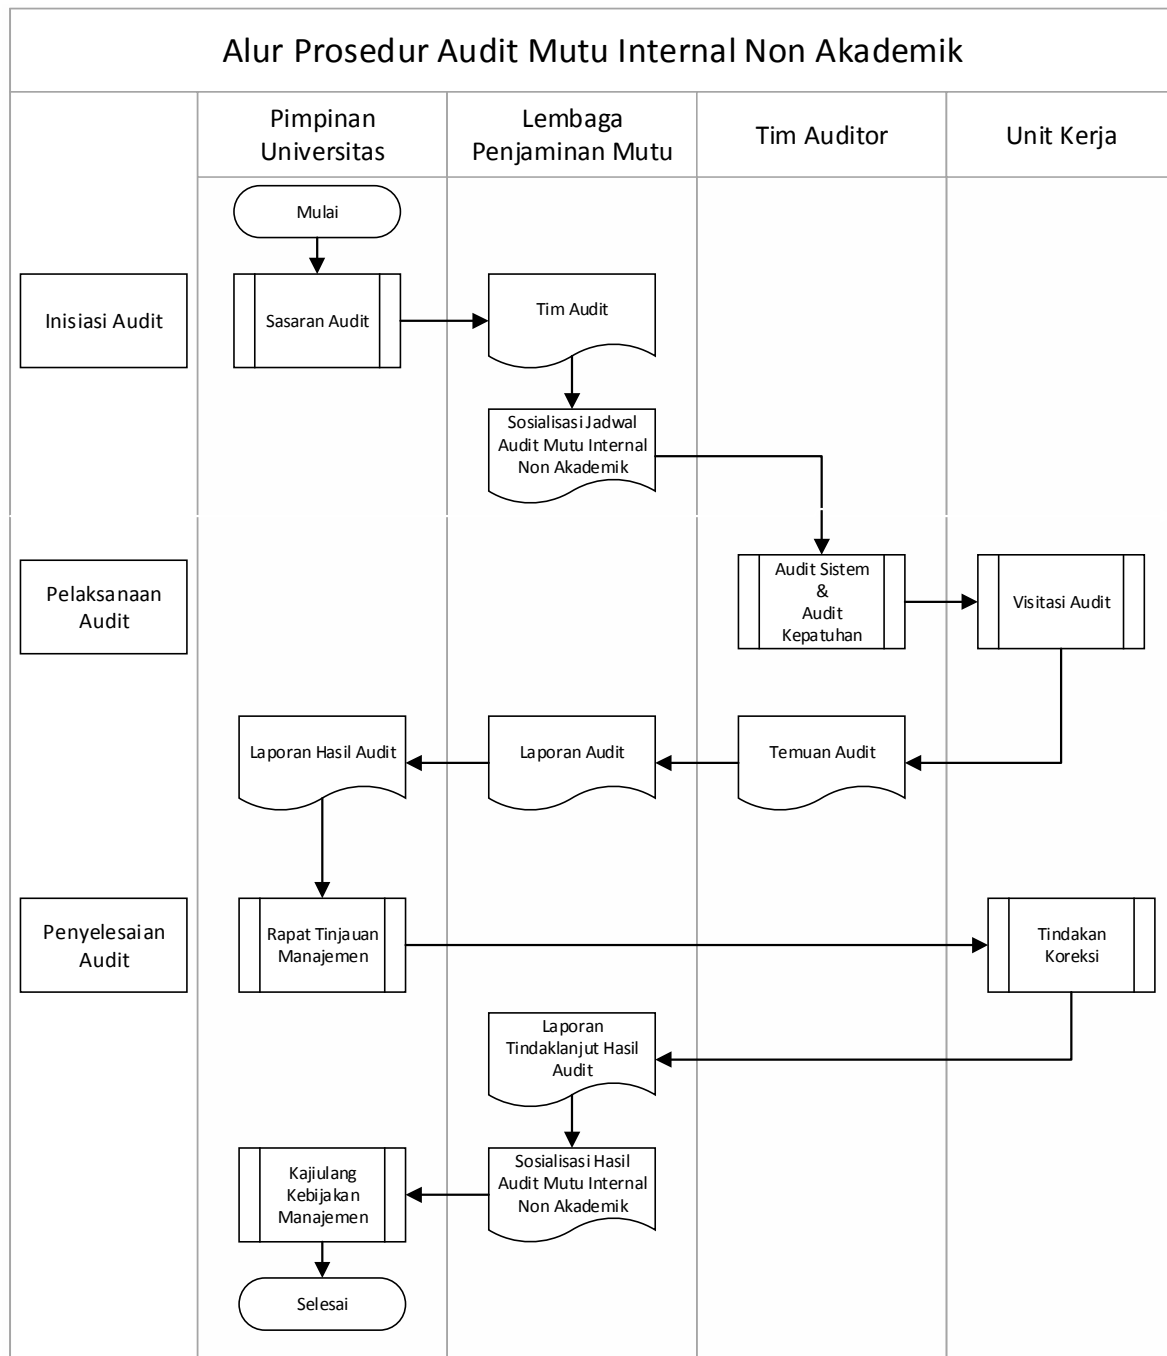 Alur Prosedur Audit Mutu Internal Non Akademik
Pimpinan
Universitas
Lembaga
Penjaminan Mutu
Tim Auditor
Unit Kerja
Mulai
Inisiasi Audit
Sasaran Audit
Tim Audit
Sosialisasi Jadwal
Audit Mutu Internal
Non Akademik
Pelaksanaan
Audit
Audit Sistem
&
Audit
Kepatuhan
Visitasi Audit
Laporan Hasil Audit
Laporan Audit
Temuan Audit
Penyelesaian
Audit
Rapat Tinjauan
Manajemen
Tindakan
Koreksi
Laporan
Tindaklanjut Hasil
Audit
Kajiulang
Kebijakan
Manajemen
Sosialisasi Hasil
Audit Mutu Internal
Non Akademik
Selesai